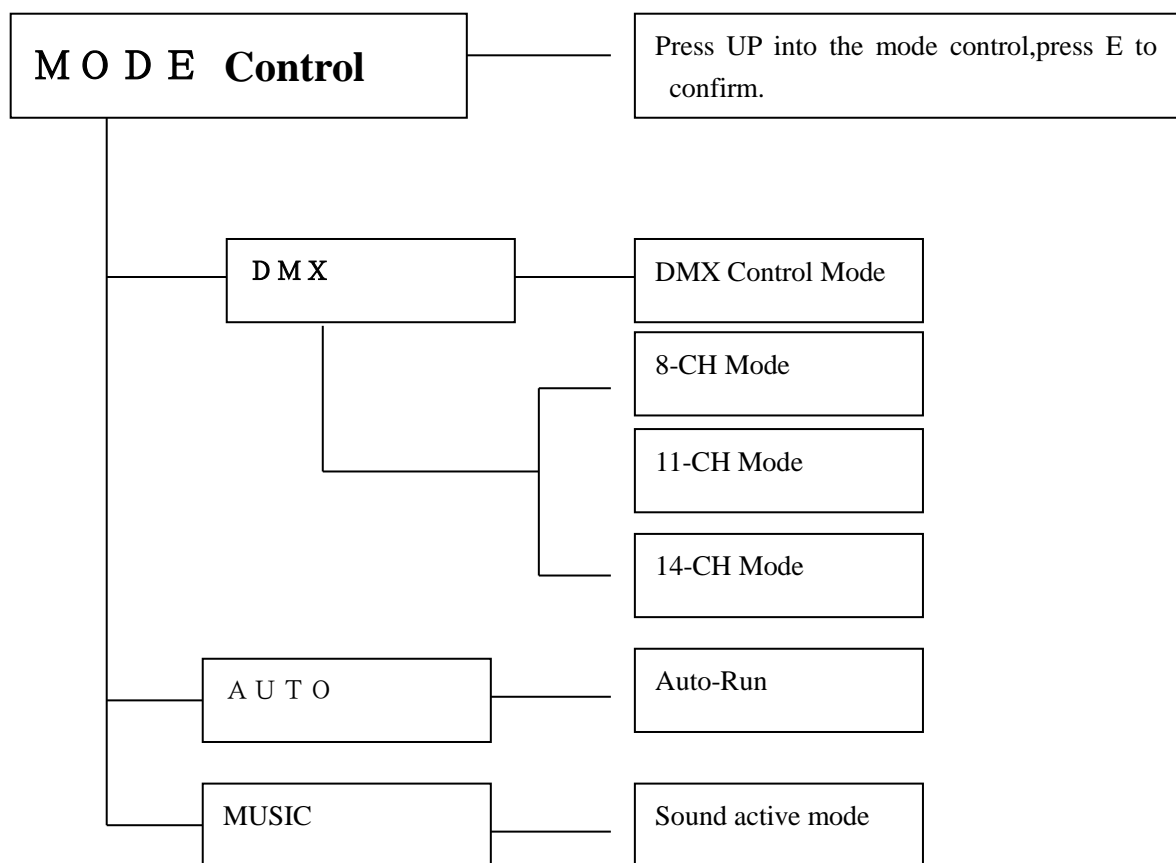 ＭＯＤＥ Control
Press UP into the mode control,press E to
confirm.
ＤＭＸ
DMX Control Mode
8-CH Mode
11-CH Mode
14-CH Mode
ＡＵＴＯ
Auto-Run
MUSIC
Sound active mode